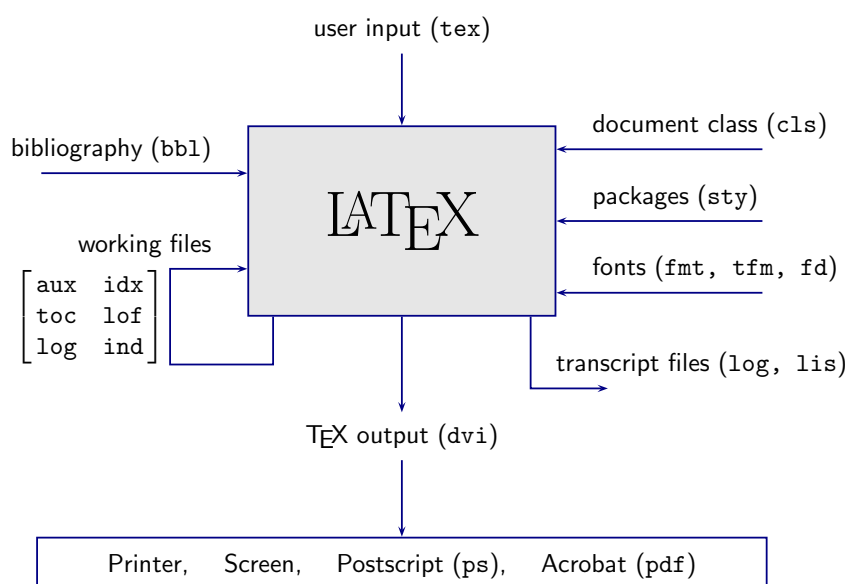 user input (tex)
bibliography (bbl)
document class (cls)
LATEX
packages (sty)
working files
fonts (fmt, tfm, fd)
aux idx
toc lof
log ind
transcript files (log, lis)
TEX output (dvi)
Printer, Screen, Postscript (ps), Acrobat (pdf)